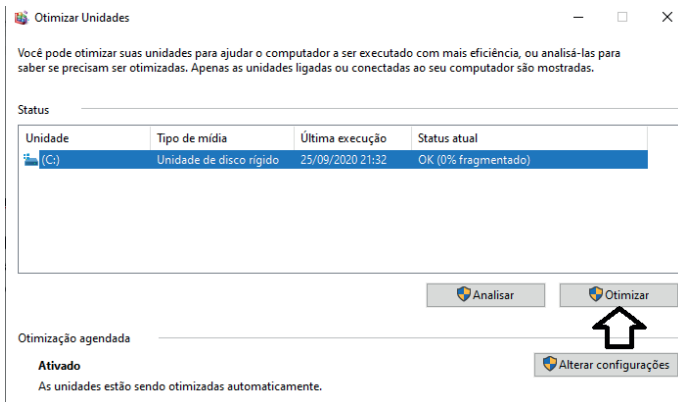 Otimizar Unidades
Você pode otimizar suas unidades para ajudar o computador a ser executado com mais eficiência, ou analisá-las para
saber se precisam ser otimizadas. Apenas as unidades ligadas ou conectadas ao seu computador são mostradas.
Status
Unidade Tipo de mídia Última execução Status atual
(C:) Unidade de disco rígido 25/09/2020 21:32 OK (0% fragmentado)
Analisar Otimizar
Otimização agendada
Ativado Alterar configurações
As unidades estão sendo otimizadas automaticamente.